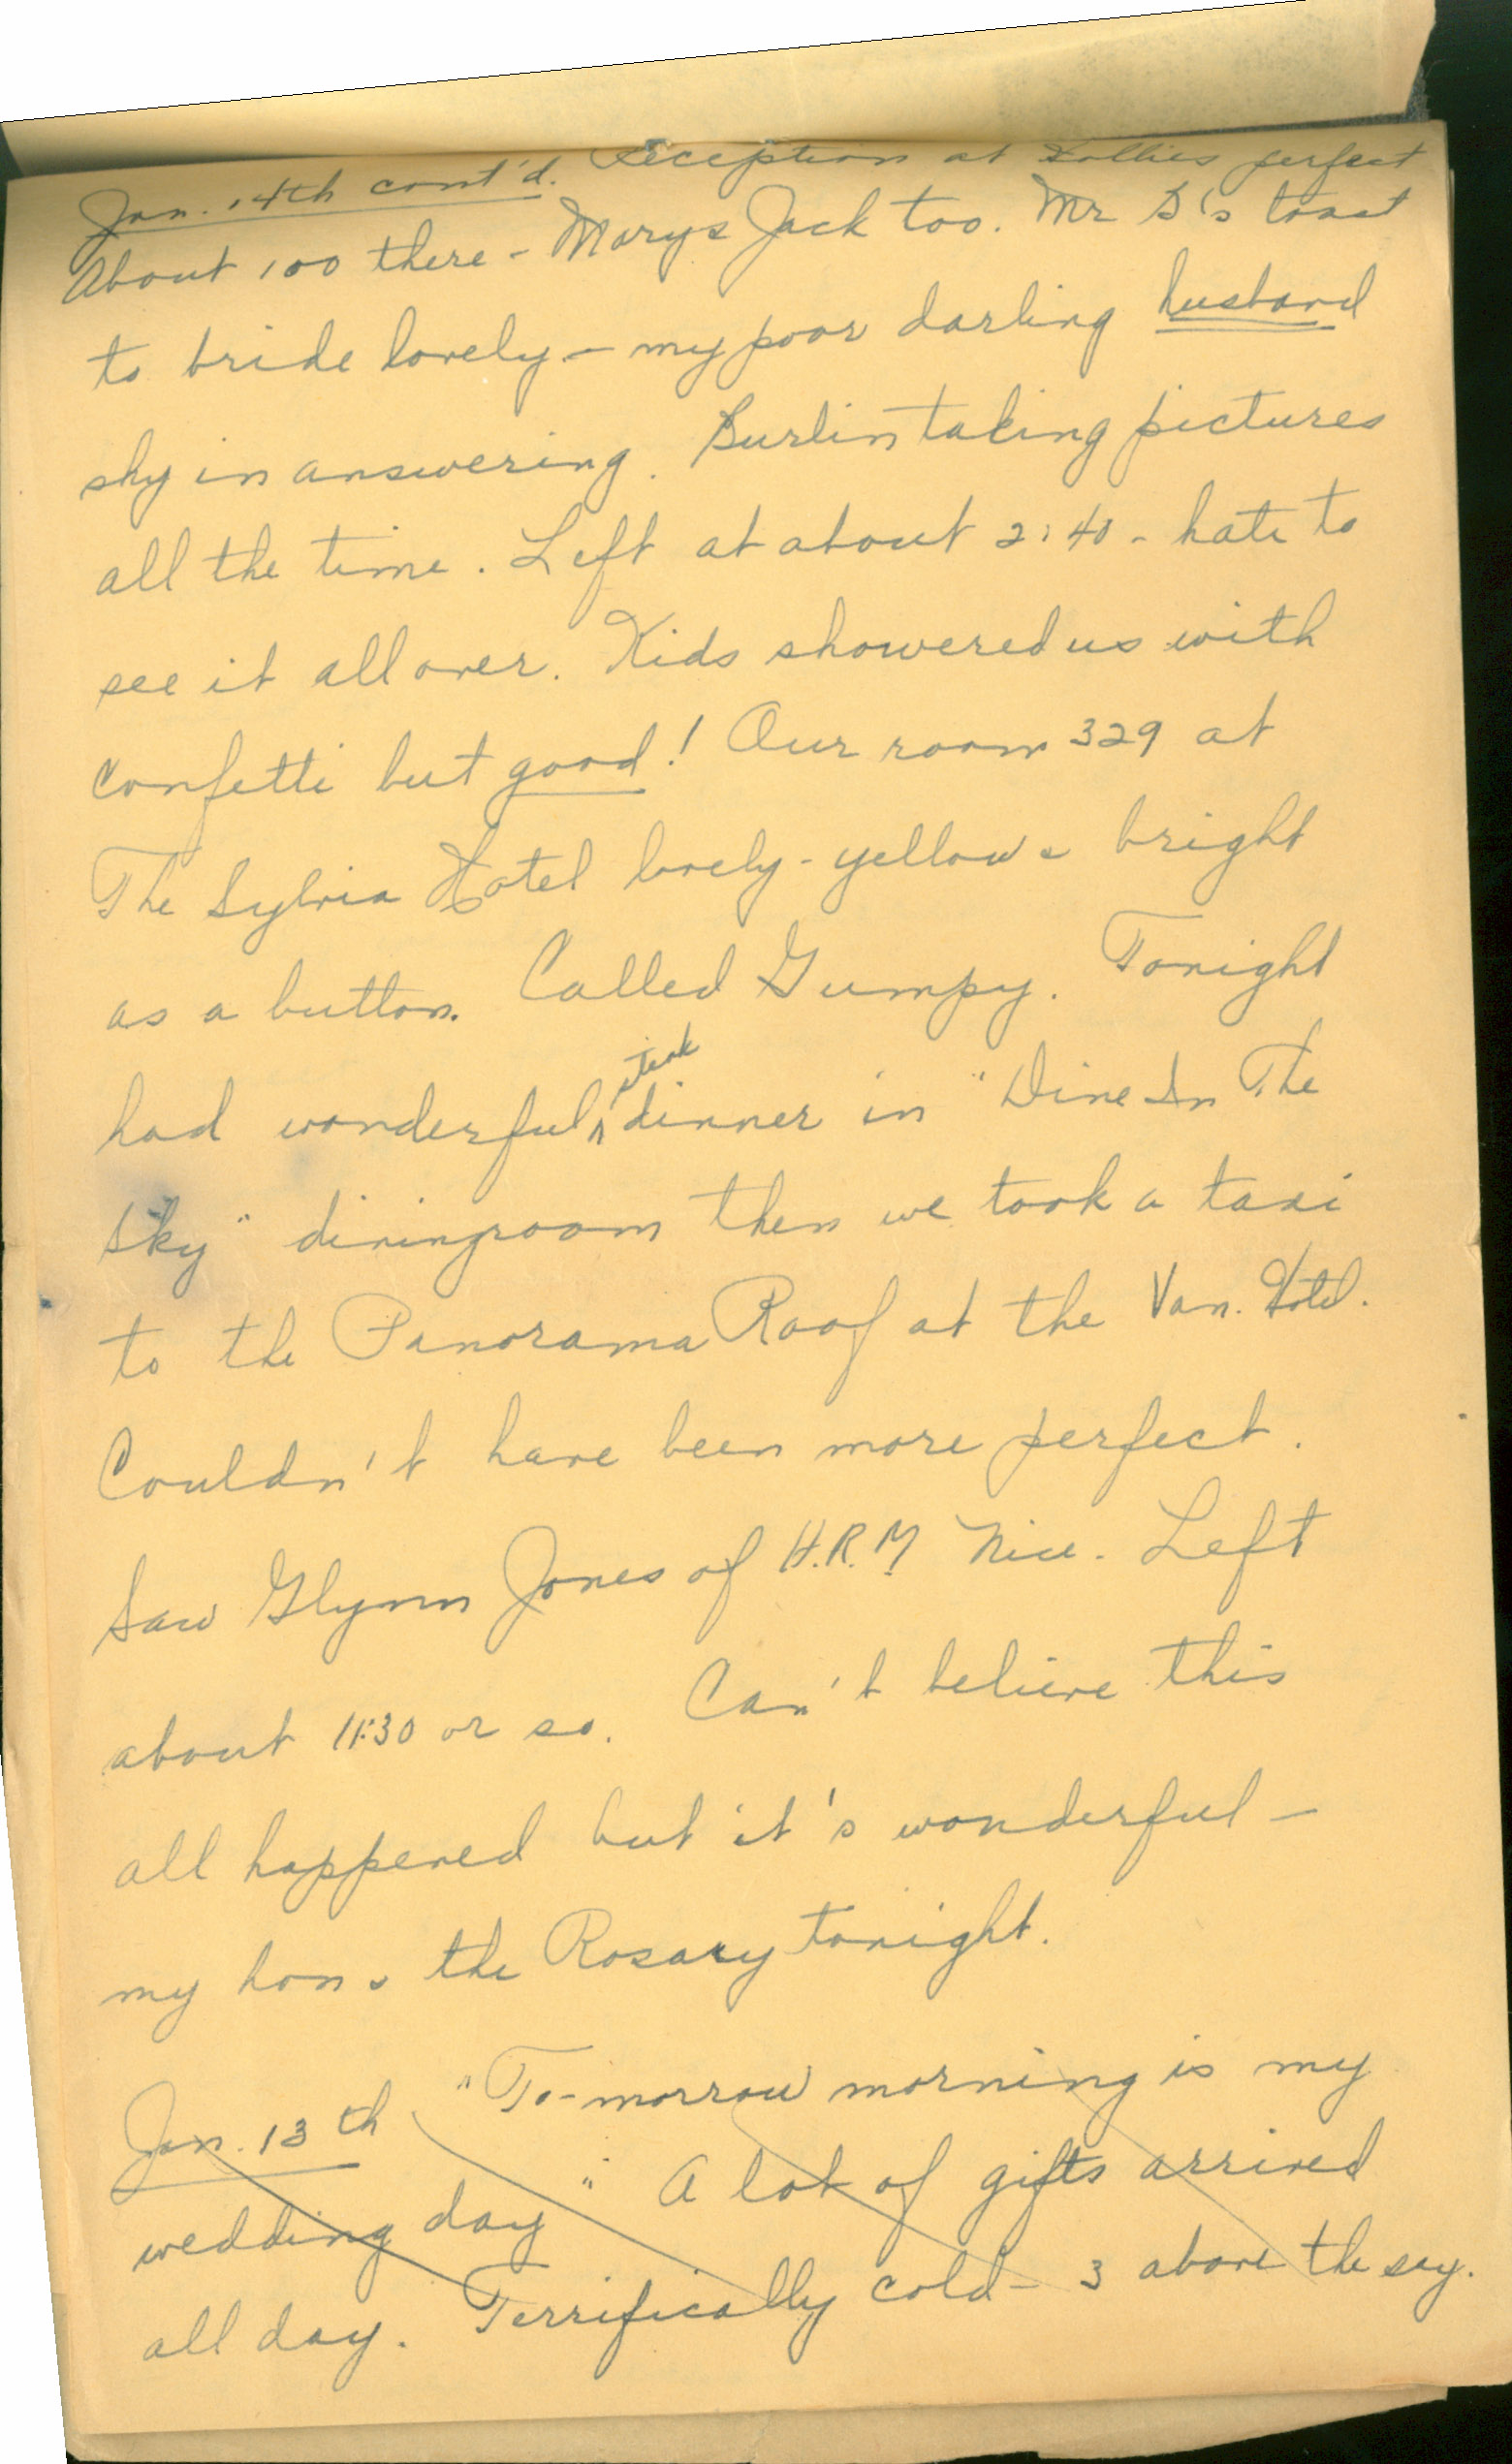 Jan. 14th cont'd. Reception at Hollies perfect
About 100 there - Marys Jack too. Mr B's toast
to bride lovely - my poor darling husband
shy in answering. Burlin taking pictures
all the time. Left at about 2:40 - hate to
see it all over. Kids showered us with
confetti but good! Our room 329 at
The Sylvia Hotel lovely - yellow & bright
as a button. Called Gumpy. Tonight
had wonderful steak dinner in "Dine In The
Sky" diningroom then we took a taxi
to the Panorama Roof at the Van. Hotel.
Couldn't have been more perfect.
Saw Glynn Jones of H.R.M Nice. Left
about 11:30 or so. Can't believe this
all happened but it's wonderful -
my hon & the Rosary tonight.
Jan. 13th "To-morrow morning is my
wedding day" A lot of gifts arrived
all day. Terrifically cold - 3 above the say.